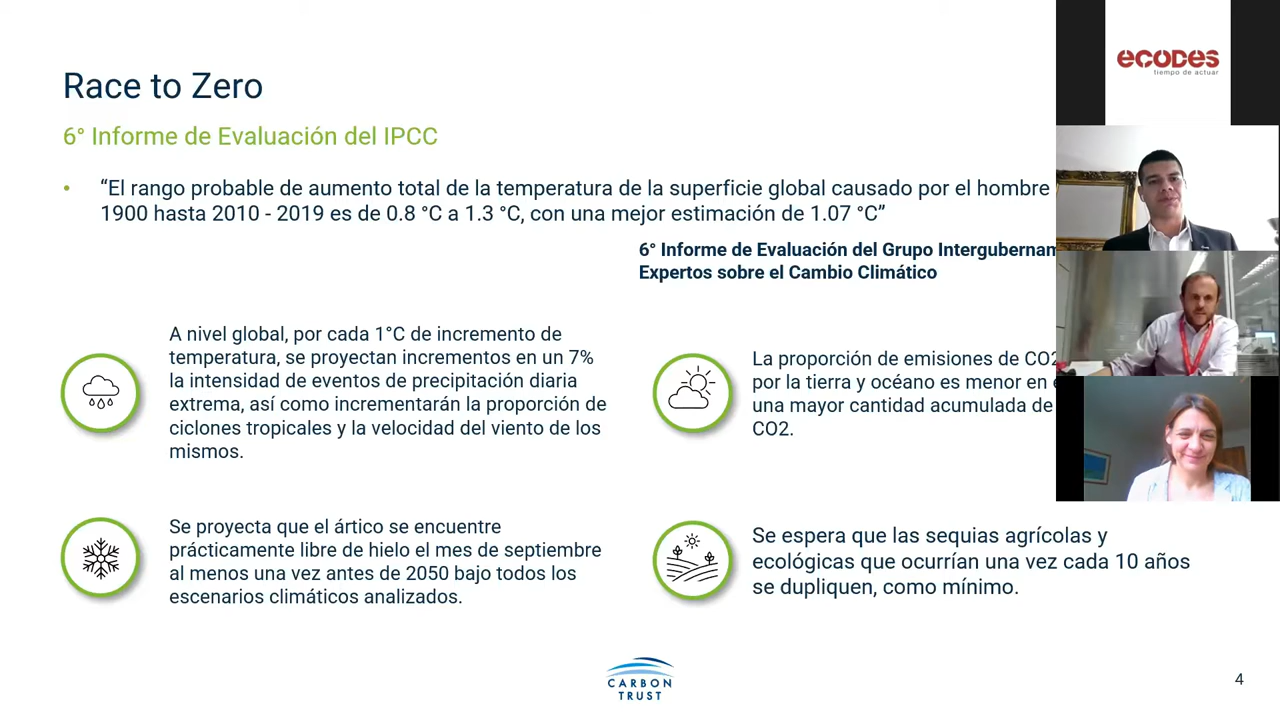 Race to Zero
6° Informe de Evaluación del IPCC
• “El rango probable de aumento total de la temperatura de la superficie global causado por el hombre
1900 hasta 2010 - 2019 es de 0.8 °C a 1.3 °C, con una mejor estimación de 1.07 °C”
6° Informe de Evaluación del Grupo
Expertos sobre el Cambio Climático
A nivel global, por cada 1°C de incremento de
temperatura, se proyectan incrementos en un 7%
la intensidad de eventos de precipitación diaria
extrema, así como incrementarán la proporción de
ciclones tropicales y la velocidad del viento de los
mismos.
La proporción de emisiones de CO2
por la tierra y océano es menor en
una mayor cantidad acumulada de
CO2.
Se proyecta que el ártico se encuentre
prácticamente libre de hielo el mes de septiembre
al menos una vez antes de 2050 bajo todos los
escenarios climáticos analizados.
Se espera que las sequias agrícolas y
ecológicas que ocurrían una vez cada 10 años
se dupliquen, como mínimo.
CARBON
TRUST
4
ecodes
tiempo de actuar